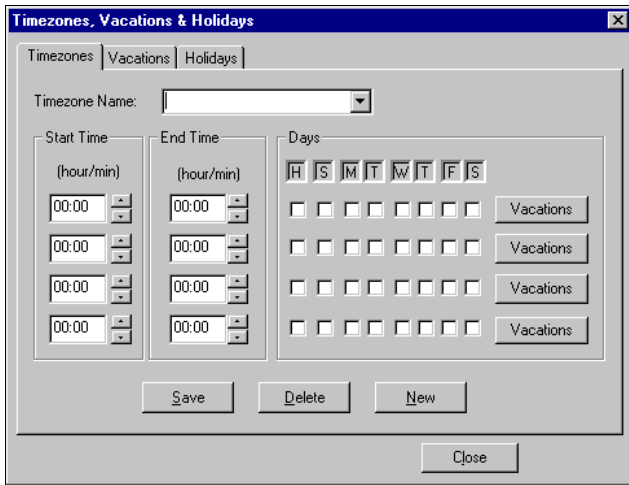 Timezones, Vacations & Holidays
Timezones Vacations Holidays
Timezone Name:
Start Time End Time Days
(hour/min) (hour/min) H S M T W T F S
00:00 00:00 Vacations
00:00 00:00 Vacations
00:00 00:00 Vacations
00:00 00:00 Vacations
Save Delete New
Close